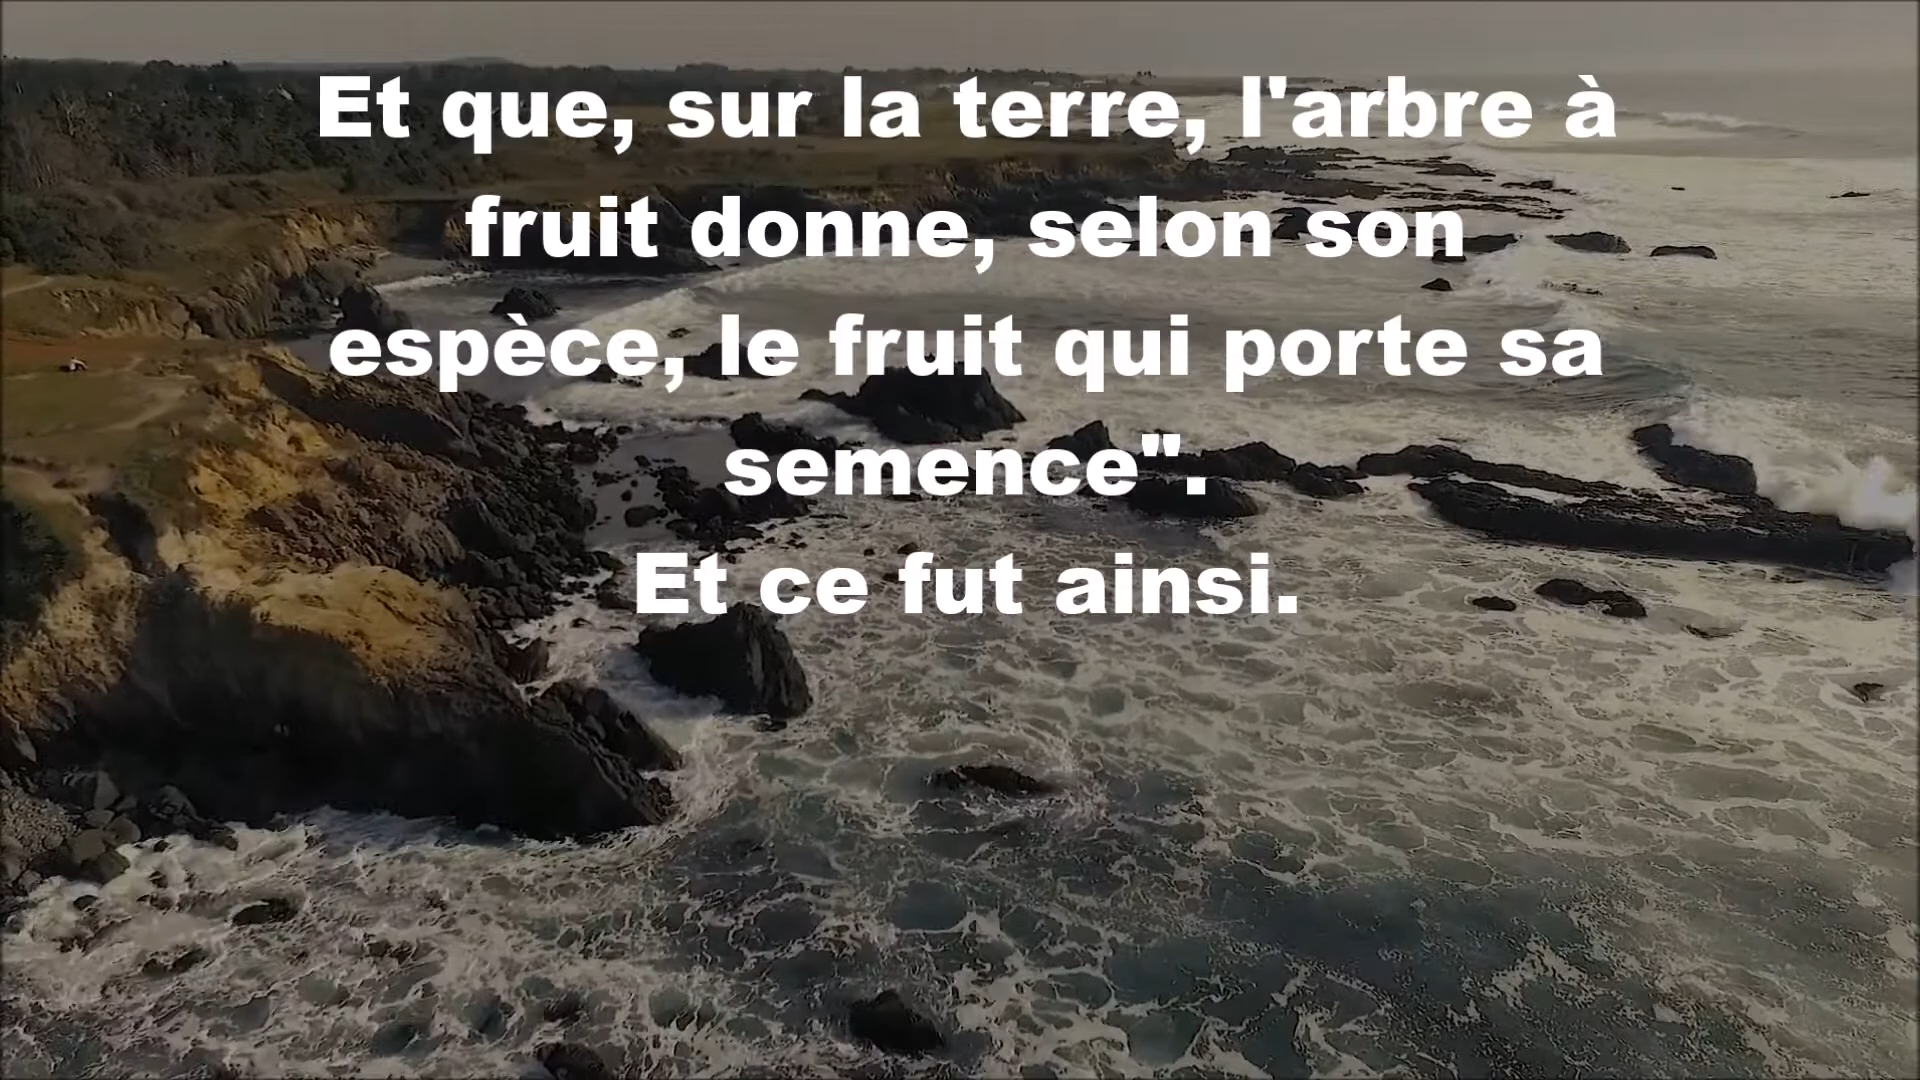 Et que, sur la terre, l'arbre à
fruit donne, selon son
espèce, le fruit qui porte sa
semence".
Et ce fut ainsi.